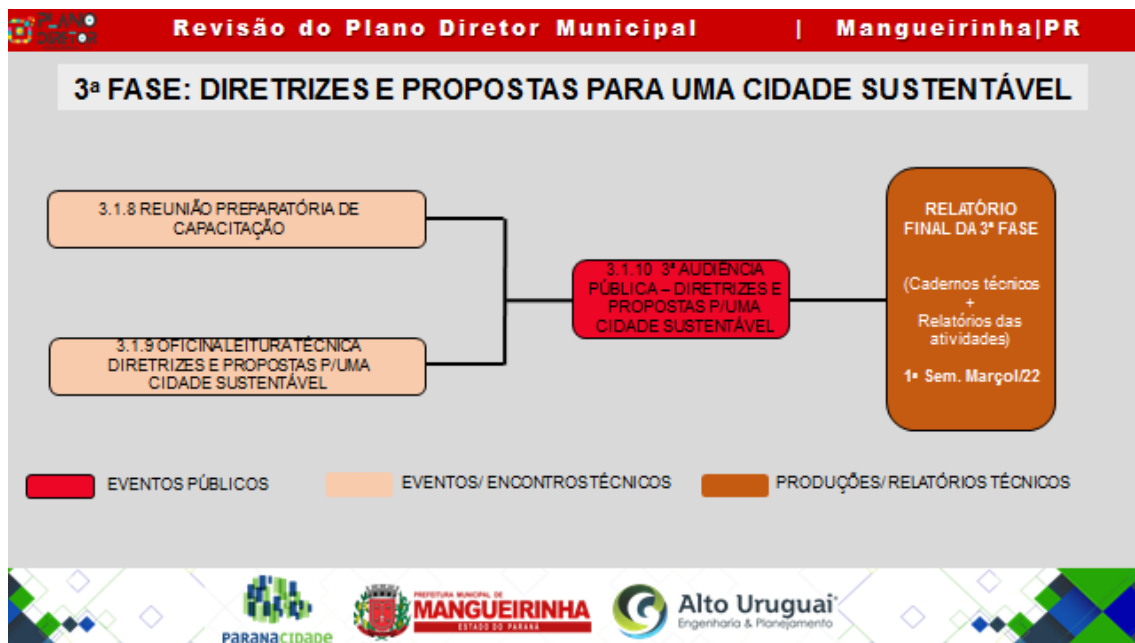 PLANO
DIRETOR
Revisão do Plano Diretor Municipal | Mangueirinha|PR
3ª FASE: DIRETRIZES E PROPOSTAS PARA UMA CIDADE SUSTENTÁVEL
3.1.8 REUNIÃO PREPARATÓRIA DE
CAPACITAÇÃO
3.1.9 OFICINA LEITURA TÉCNICA
DIRETRIZES E PROPOSTAS P/UMA
CIDADE SUSTENTÁVEL
3.1.10 3ª AUDIÊNCIA
PÚBLICA – DIRETRIZES E
PROPOSTAS P/UMA
CIDADE SUSTENTÁVEL
RELATÓRIO
FINAL DA 3ª FASE
(Cadernos técnicos
+
Relatórios das
atividades)
1ª Sem. Marçol/22
EVENTOS PÚBLICOS
EVENTOS/ ENCONTROS TÉCNICOS
PRODUÇÕES/ RELATÓRIOS TÉCNICOS
PARANACIDADE
PREFEITURA MUNICIPAL DE
MANGUEIRINHA
ESTADO DO PARANÁ
Alto Uruguai
Engenharia & Planejamento